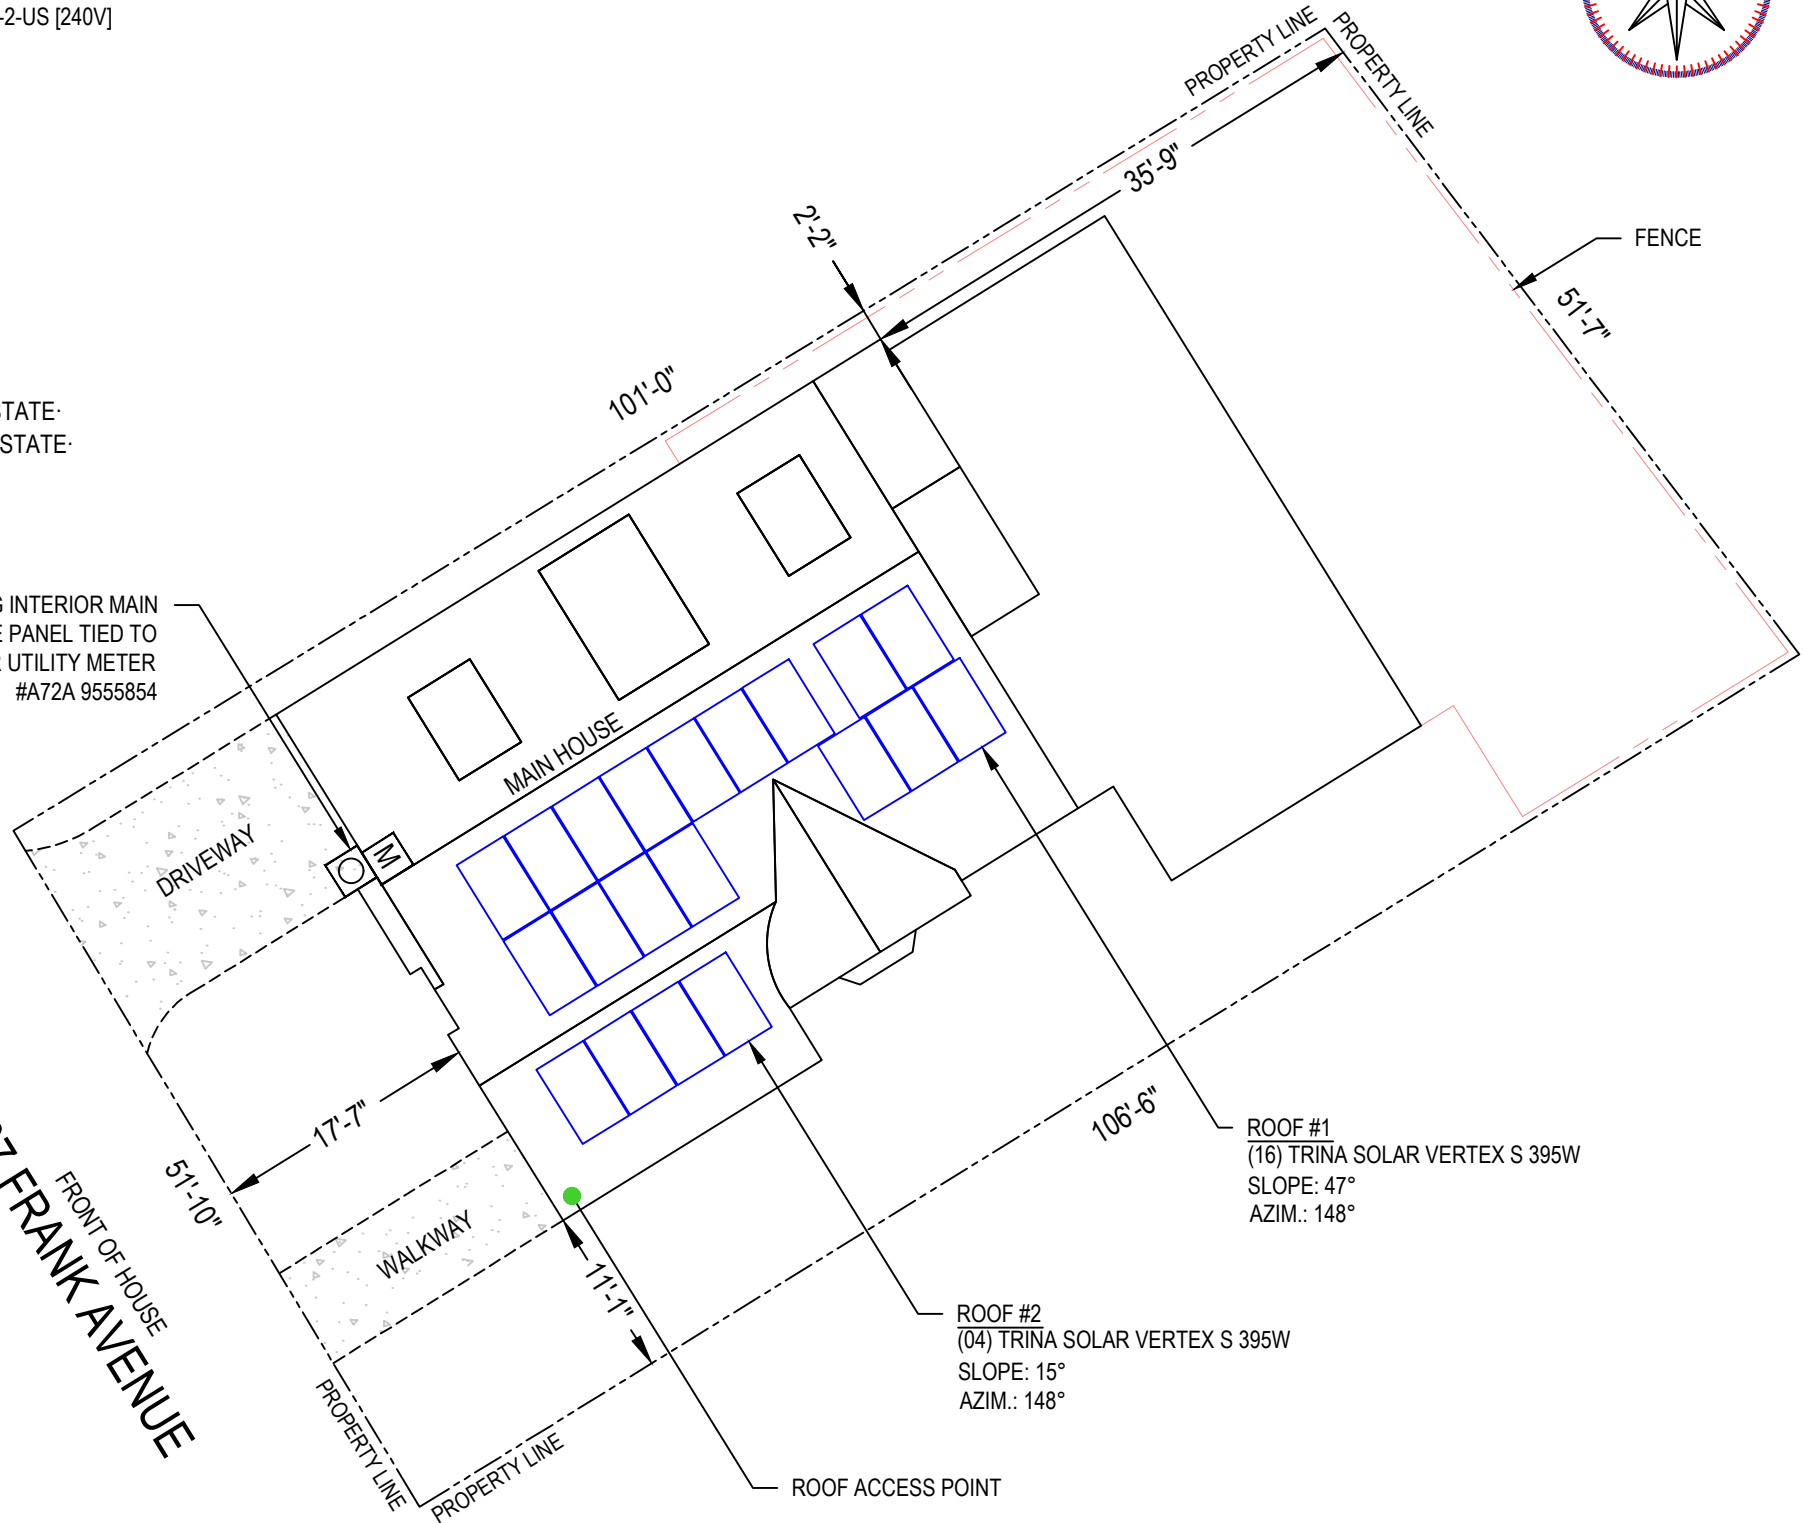 -2-US [240V]
PROPERTY LINE
PROPERTY LINE
35'-9"
2'-2"
FENCE
51'-7"
101'-0"
STATE·
STATE·
INTERIOR MAIN
PANEL TIED TO
UTILITY METER
#A72A 9555854
MAIN HOUSE
DRIVEWAY
M
17'-7"
51'-10"
106'-6"
ROOF #1
(16) TRINA SOLAR VERTEX S 395W
SLOPE: 47°
AZIM.: 148°
FRONT OF HOUSE
7 FRANK AVENUE
WALKWAY
11'-1"
ROOF #2
(04) TRINA SOLAR VERTEX S 395W
SLOPE: 15°
AZIM.: 148°
PROPERTY LINE
PROPERTY LINE
ROOF ACCESS POINT